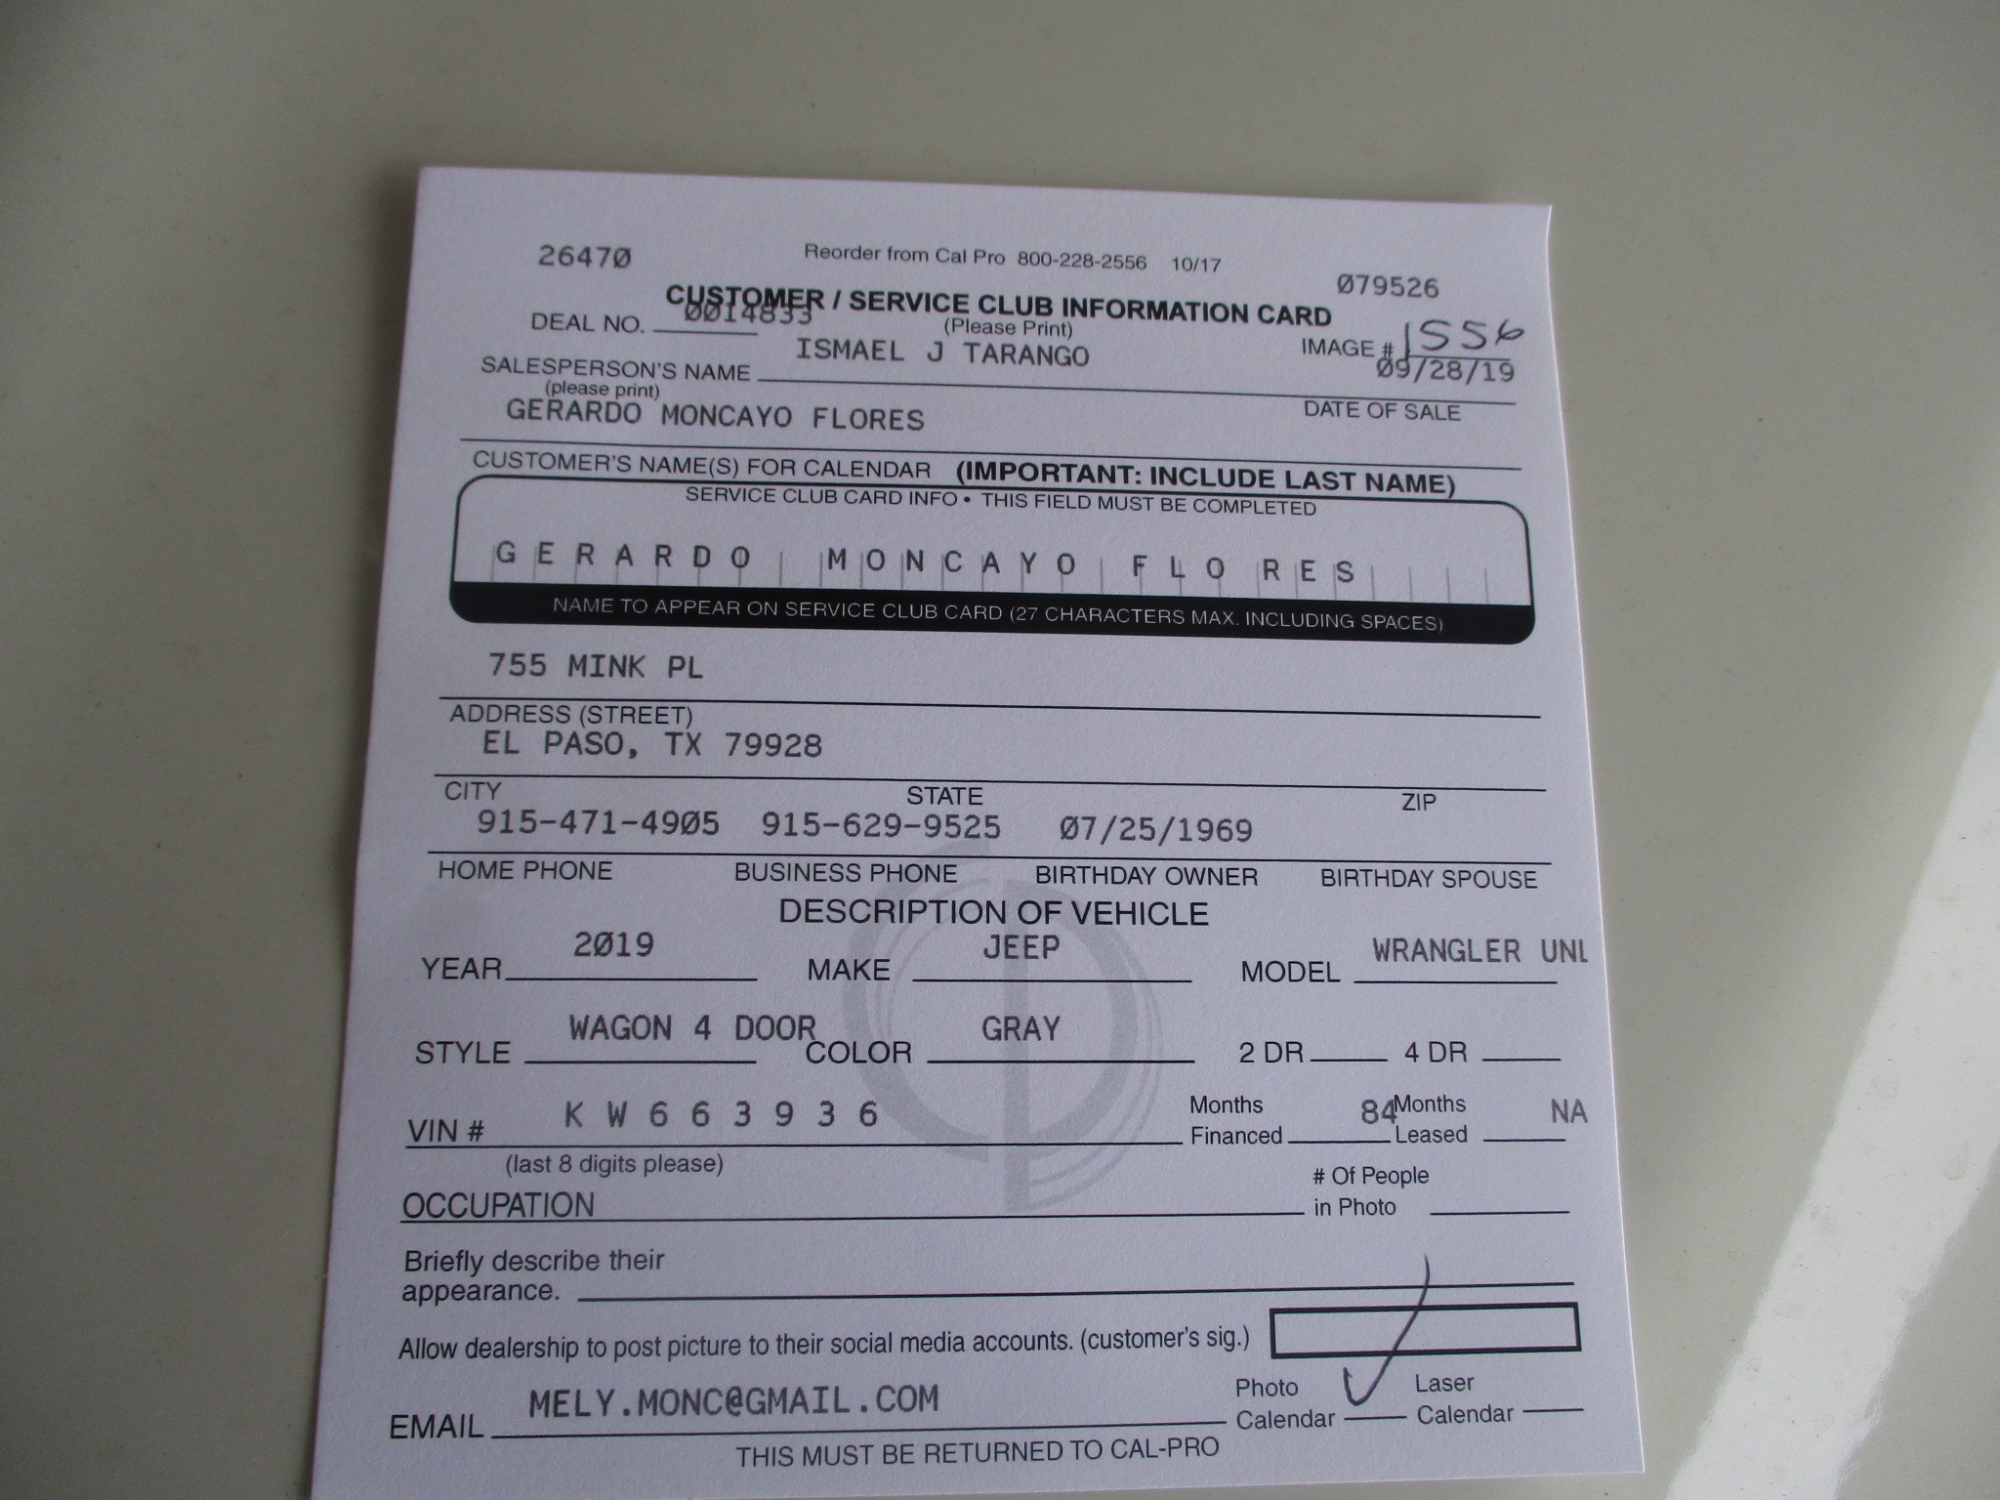 26470 Reorder from Cal Pro 800-228-2556 10/17 079526
CUSTOMER / SERVICE CLUB INFORMATION CARD
DEAL NO. 0014833 (Please Print) IMAGE # 1556
SALESPERSON'S NAME ISMAEL J TARANGO 09/28/19
(please print) DATE OF SALE
GERARDO MONCAYO FLORES
CUSTOMER'S NAME(S) FOR CALENDAR (IMPORTANT: INCLUDE LAST NAME)
SERVICE CLUB CARD INFO • THIS FIELD MUST BE COMPLETED
GERARDO MONCAYO FLORES
NAME TO APPEAR ON SERVICE CLUB CARD (27 CHARACTERS MAX. INCLUDING SPACES)
755 MINK PL
ADDRESS (STREET)
EL PASO, TX 79928
CITY STATE ZIP
915-471-4905 915-629-9525 07/25/1969
HOME PHONE BUSINESS PHONE BIRTHDAY OWNER BIRTHDAY SPOUSE
DESCRIPTION OF VEHICLE
YEAR 2019 MAKE JEEP MODEL WRANGLER UNL
STYLE WAGON 4 DOOR COLOR GRAY 2 DR 4 DR
VIN # K W 6 6 3 9 3 6 Months Financed 84 Months Leased NA
(last 8 digits please)
OCCUPATION # Of People in Photo
Briefly describe their
appearance.
Allow dealership to post picture to their social media accounts. (customer's sig.)
EMAIL MELY.MONC@GMAIL.COM Photo Calendar Laser Calendar
THIS MUST BE RETURNED TO CAL-PRO